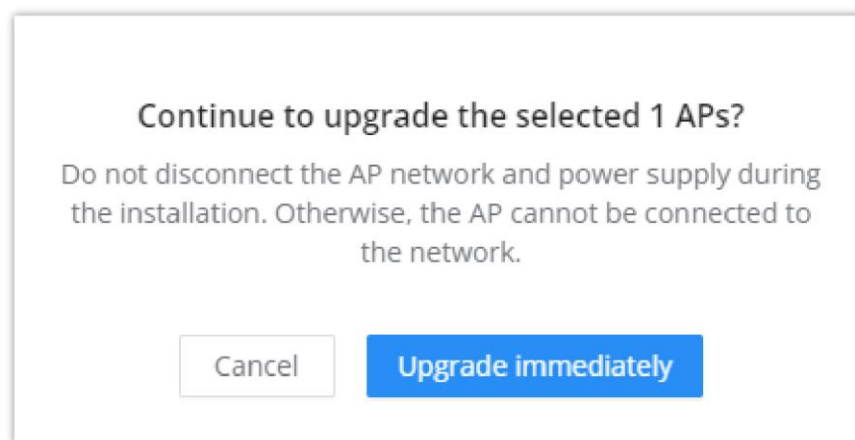 Continue to upgrade the selected 1 APs?
Do not disconnect the AP network and power supply during
the installation. Otherwise, the AP cannot be connected to
the network.
Cancel
Upgrade immediately